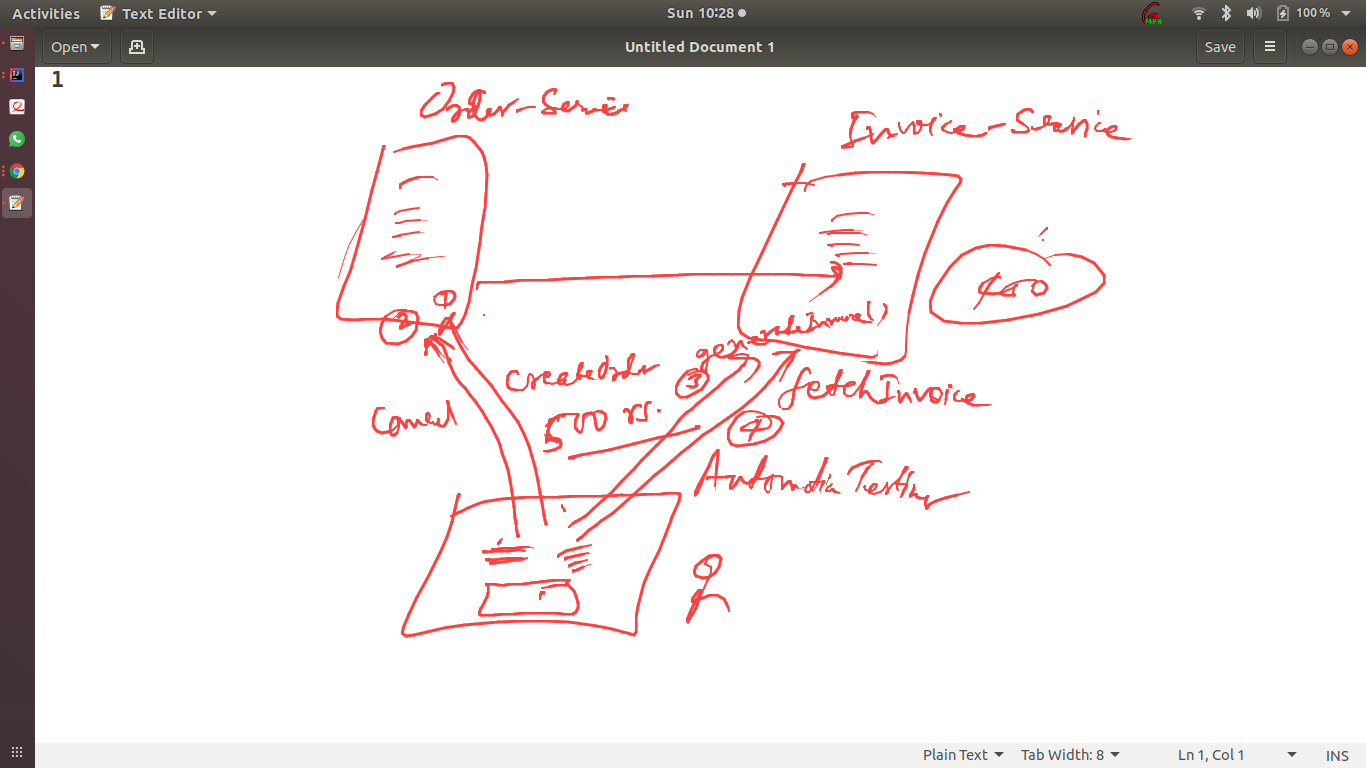 Activities Text Editor Sun 10:28 100 %
Open Untitled Document 1 Save
1
Order-Service
Invoice-Service
1
2
generateInvoice()
CreateOrder
3
fetchInvoice
Cancel
500 rs.
4
Automation Testing
MPX
Plain Text Tab Width: 8 Ln 1, Col 1 INS